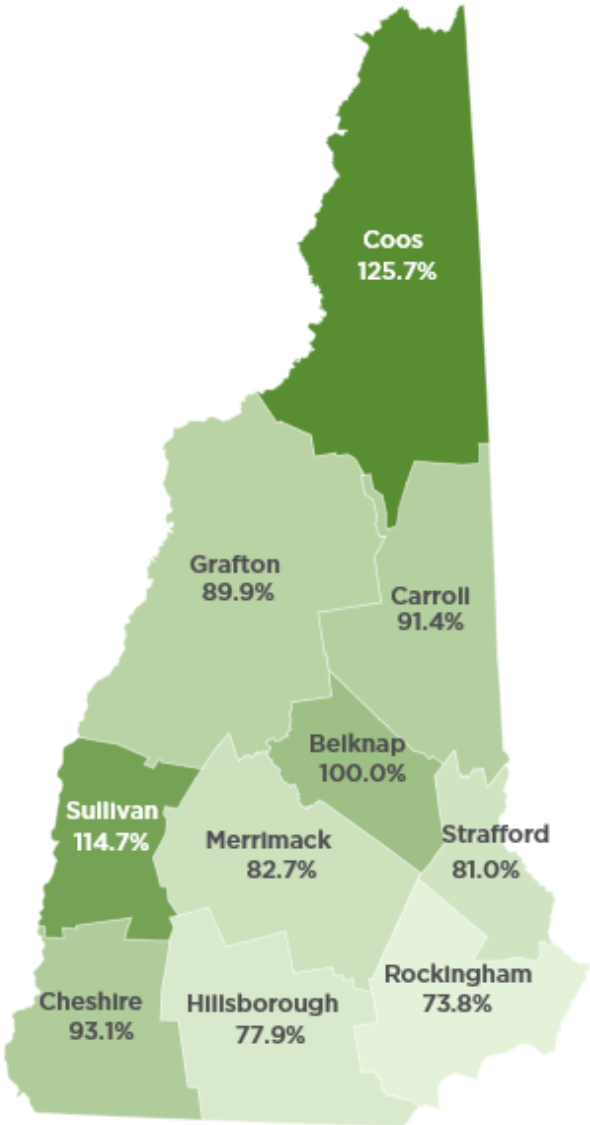 Coos
125.7%
Grafton
89.9%
Carroll
91.4%
Belknap
100.0%
Sullivan
114.7%
Merrimack
82.7%
Strafford
81.0%
Cheshire
93.1%
Hillsborough
77.9%
Rockingham
73.8%